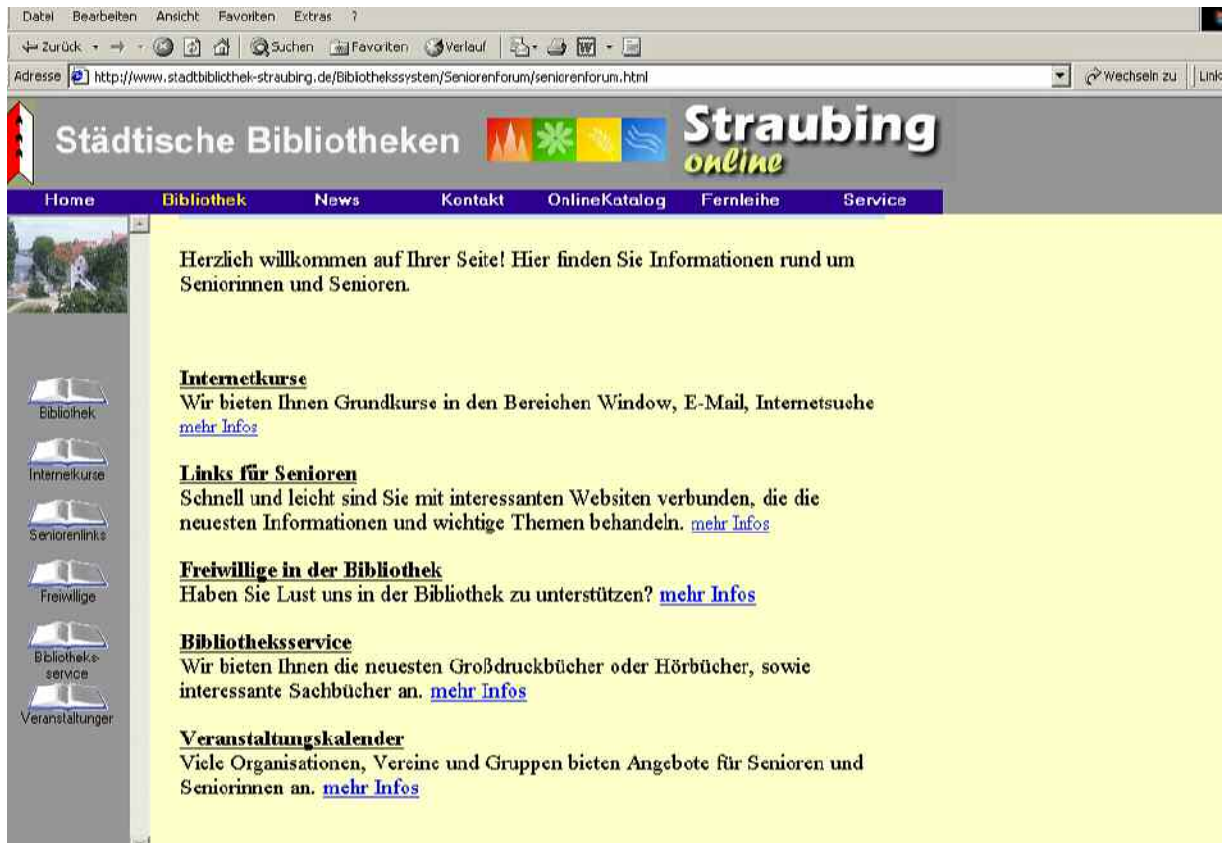 Datei Bearbeiten Ansicht Favoriten Extras ?
Zurück Suchen Favoriten Verlauf
Adresse http://www.stadtbibliothek-straubing.de/Bibliothekssystem/Seniorenforum/seniorenforum.html Wechseln zu Link
Städtische Bibliotheken Straubing
online
Home Bibliothek News Kontakt OnlineKatalog Fernleihe Service
Herzlich willkommen auf Ihrer Seite! Hier finden Sie Informationen rund um
Seniorinnen und Senioren.
Internetkurse
Wir bieten Ihnen Grundkurse in den Bereichen Window, E-Mail, Internetsuche
mehr Infos
Links für Senioren
Schnell und leicht sind Sie mit interessanten Websiten verbunden, die die
neuesten Informationen und wichtige Themen behandeln. mehr Infos
Freiwillige in der Bibliothek
Haben Sie Lust uns in der Bibliothek zu unterstützen? mehr Infos
Bibliotheksservice
Wir bieten Ihnen die neuesten Großdruckbücher oder Hörbücher, sowie
interessante Sachbücher an. mehr Infos
Veranstaltungskalender
Viele Organisationen, Vereine und Gruppen bieten Angebote für Senioren und
Seniorinnen an. mehr Infos
Bibliothek
Internetkurse
Seniorenlinks
Freiwillige
Bibliotheks-
service
Veranstaltunger